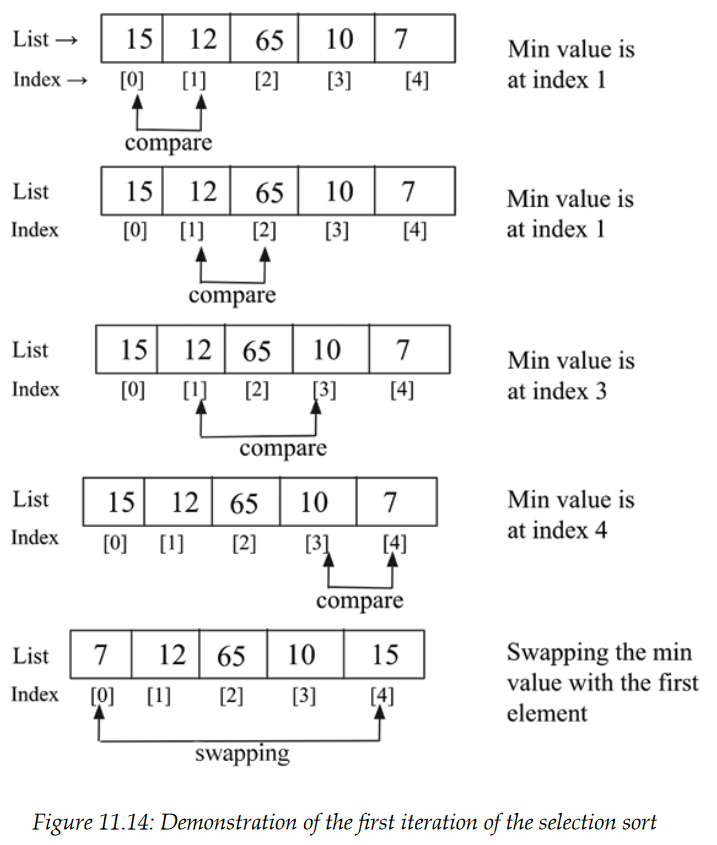 List → 15 12 65 10 7
Index → [0] [1] [2] [3] [4]
Min value is
at index 1
compare
List 15 12 65 10 7
Index [0] [1] [2] [3] [4]
Min value is
at index 1
compare
List 15 12 65 10 7
Index [0] [1] [2] [3] [4]
Min value is
at index 3
compare
List 15 12 65 10 7
Index [0] [1] [2] [3] [4]
Min value is
at index 4
compare
List 7 12 65 10 15
Index [0] [1] [2] [3] [4]
Swapping the min
value with the first
element
swapping
Figure 11.14: Demonstration of the first iteration of the selection sort